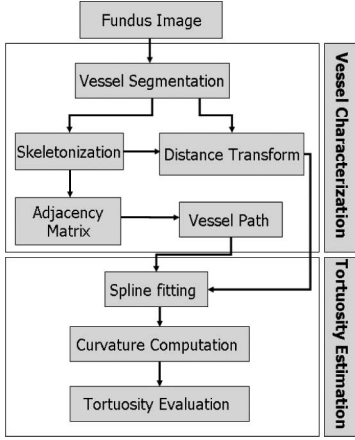 Fundus Image
Vessel Segmentation
Skeletonization
Distance Transform
Adjacency
Matrix
Vessel Path
Vessel Characterization
Spline fitting
Curvature Computation
Tortuosity Evaluation
Tortuosity Estimation